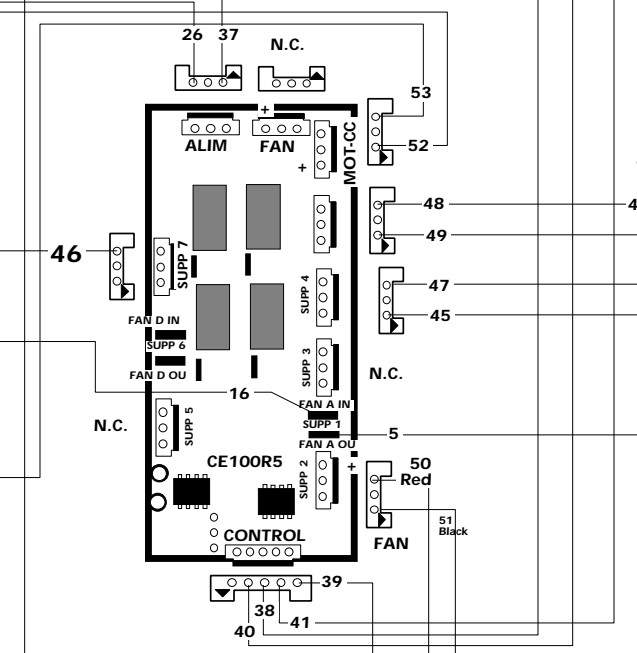 26 37 N.C.
53
+
ALIM FAN MOT-CC 52
+
48 4
49
46 SUPP 7
47
SUPP 4
45
FAN D IN
SUPP 6
SUPP 3
FAN D OU N.C.
16
FAN A IN
N.C. SUPP 5 SUPP 1
5
FAN A OU
CE100R5 SUPP 2 + 50
Red
51
Black
CONTROL FAN
39
38
41
40